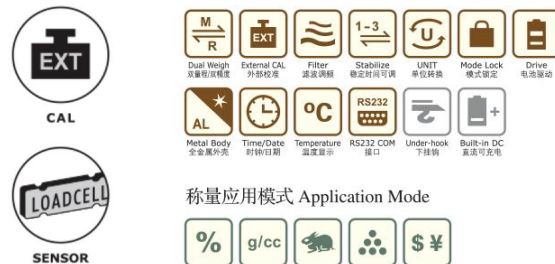 EXT
CAL
LOADCELL
SENSOR
M
R
EXT
1-3
U
Dual Weigh
双量程/双精度
External CAL
外部校准
Filter
滤波调频
Stabilize
稳定时间可调
UNIT
单位转换
Mode Lock
模式锁定
Drive
电池驱动
AL
°C
RS232
+
Metal Body
全金属外壳
Time/Date
时钟/日期
Temperature
温度显示
RS232 COM
接口
Under-hook
下挂钩
Built-in DC
直流可充电
称量应用模式 Application Mode
%
g/cc
$ ¥